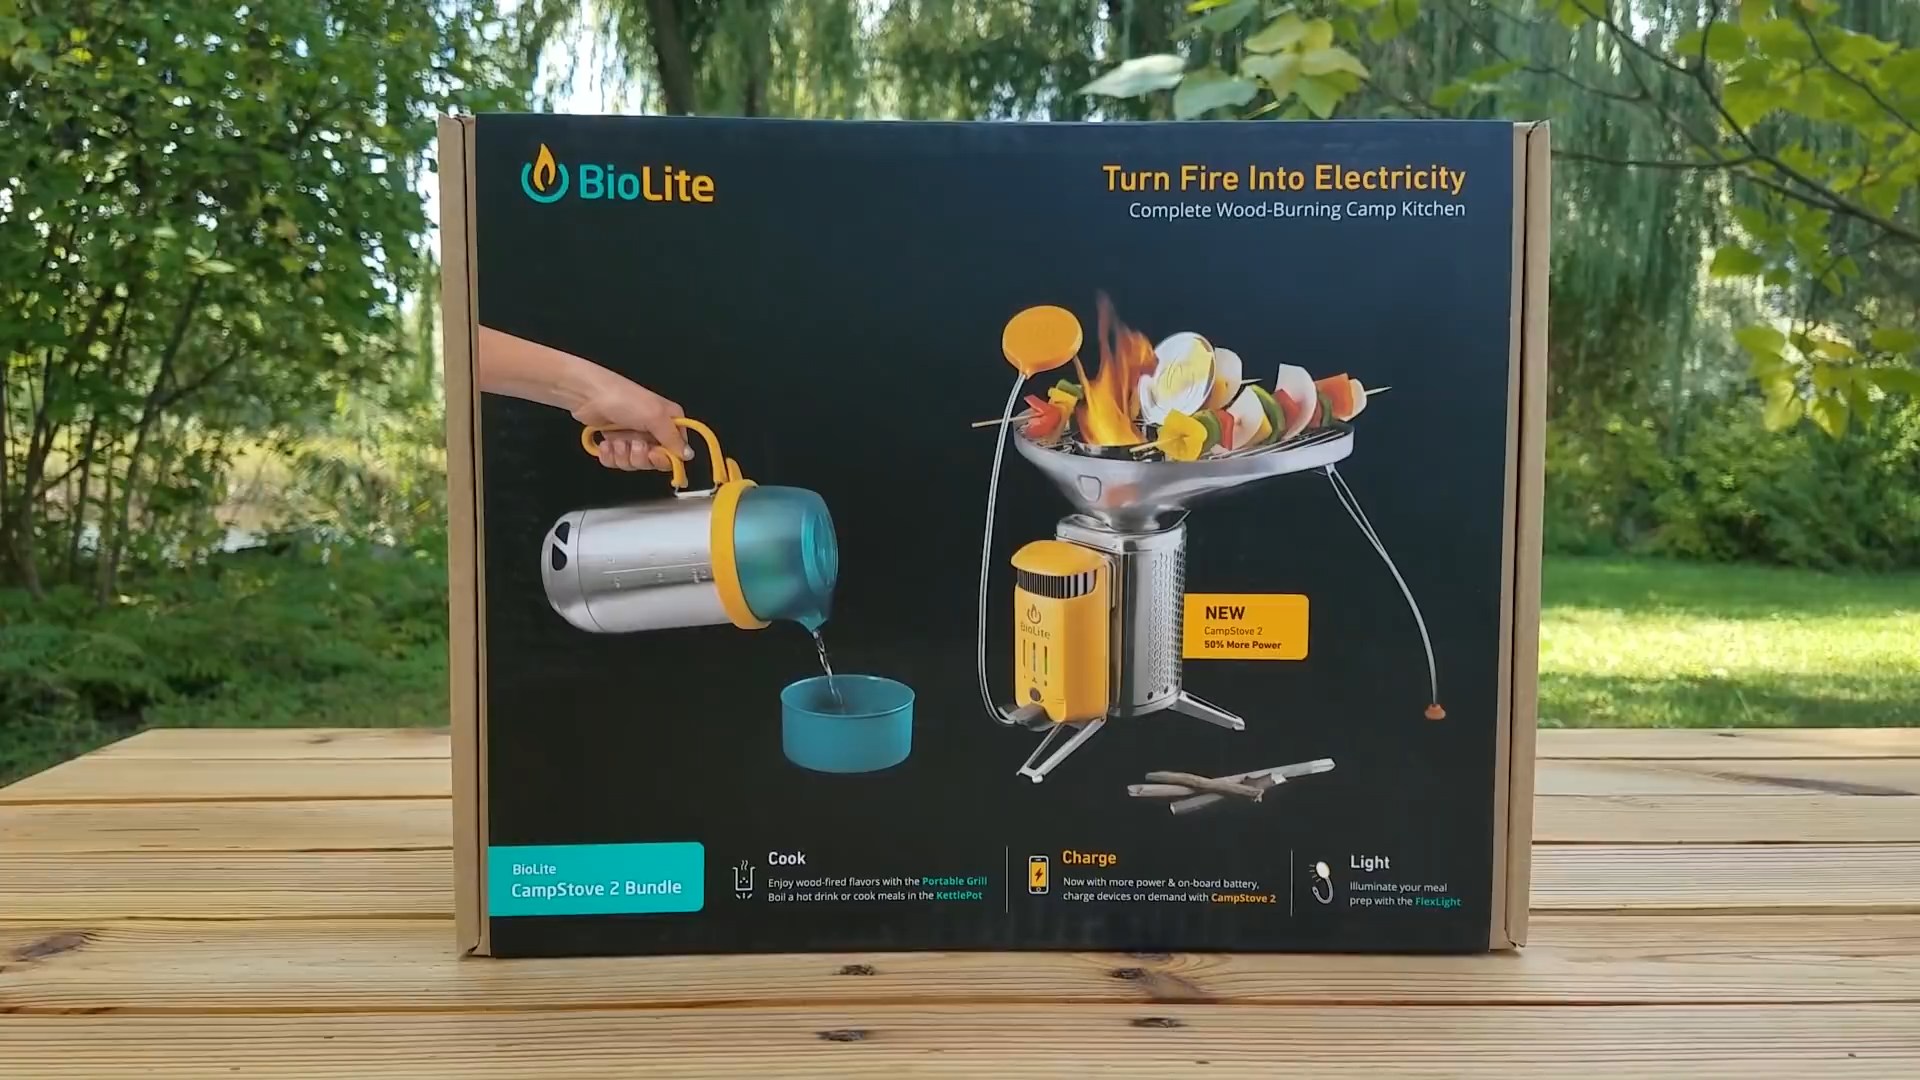 BioLite
Turn Fire Into Electricity
Complete Wood-Burning Camp Kitchen
BioLite
NEW
CampStove 2
50% More Power
BioLite
CampStove 2 Bundle
Cook
Enjoy wood-fired flavors with the Portable Grill
Boil a hot drink or cook meals in the KettlePot
Charge
Now with more power & on-board battery,
charge devices on demand with CampStove 2
Light
Illuminate your meal
prep with the FlexLight